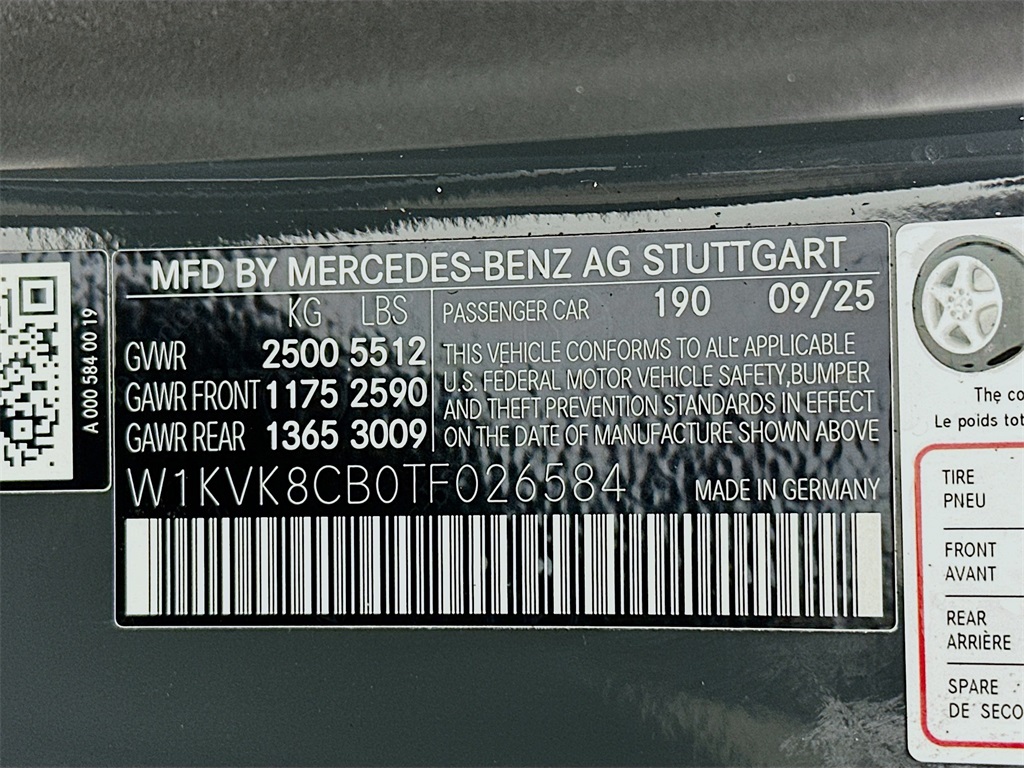 A 000 584 00 19
MFD BY MERCEDES-BENZ AG STUTTGART
KG LBS
GVWR 2500 5512
GAWR FRONT 1175 2590
GAWR REAR 1365 3009
PASSENGER CAR 190 09/25
THIS VEHICLE CONFORMS TO ALL APPLICABLE
U.S. FEDERAL MOTOR VEHICLE SAFETY, BUMPER
AND THEFT PREVENTION STANDARDS IN EFFECT
ON THE DATE OF MANUFACTURE SHOWN ABOVE
W1KVK8CB0TF026584
MADE IN GERMANY
The co
Le poids tot
TIRE
PNEU
FRONT
AVANT
REAR
ARRIÈRE
SPARE
DE SECO